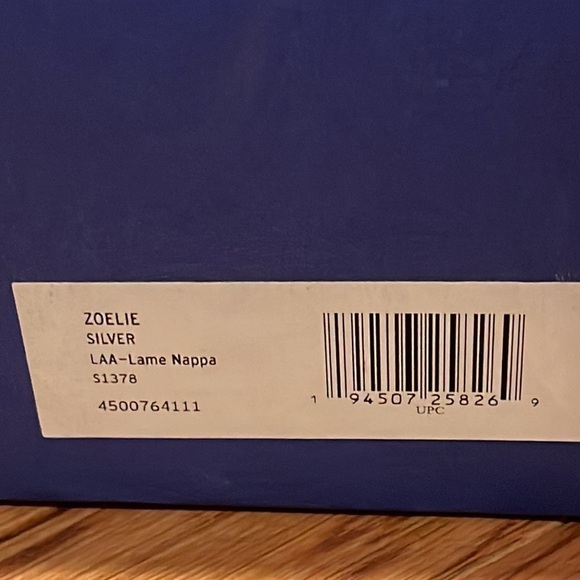 ZOELIE
SILVER
LAA-Lame Nappa
S1378
4500764111
1 94507 25826 9
UPC